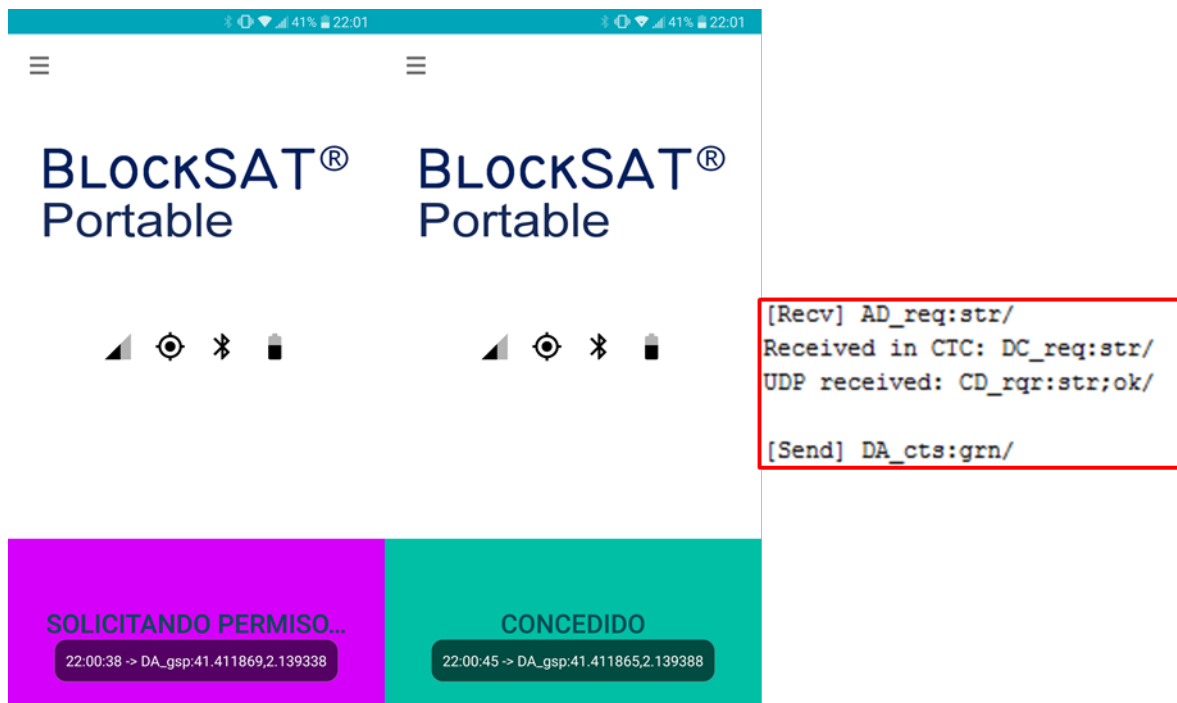 41% 22:01
BLOCKSAT®
Portable
SOLICITANDO PERMISO...
22:00:38 -> DA_gsp:41.411869,2.139338
41% 22:01
BLOCKSAT®
Portable
CONCEDIDO
22:00:45 -> DA_gsp:41.411865,2.139388
[Recv] AD_req:str/
Received in CTC: DC_req:str/
UDP received: CD_rqr:str;ok/
[Send] DA_cts:grn/